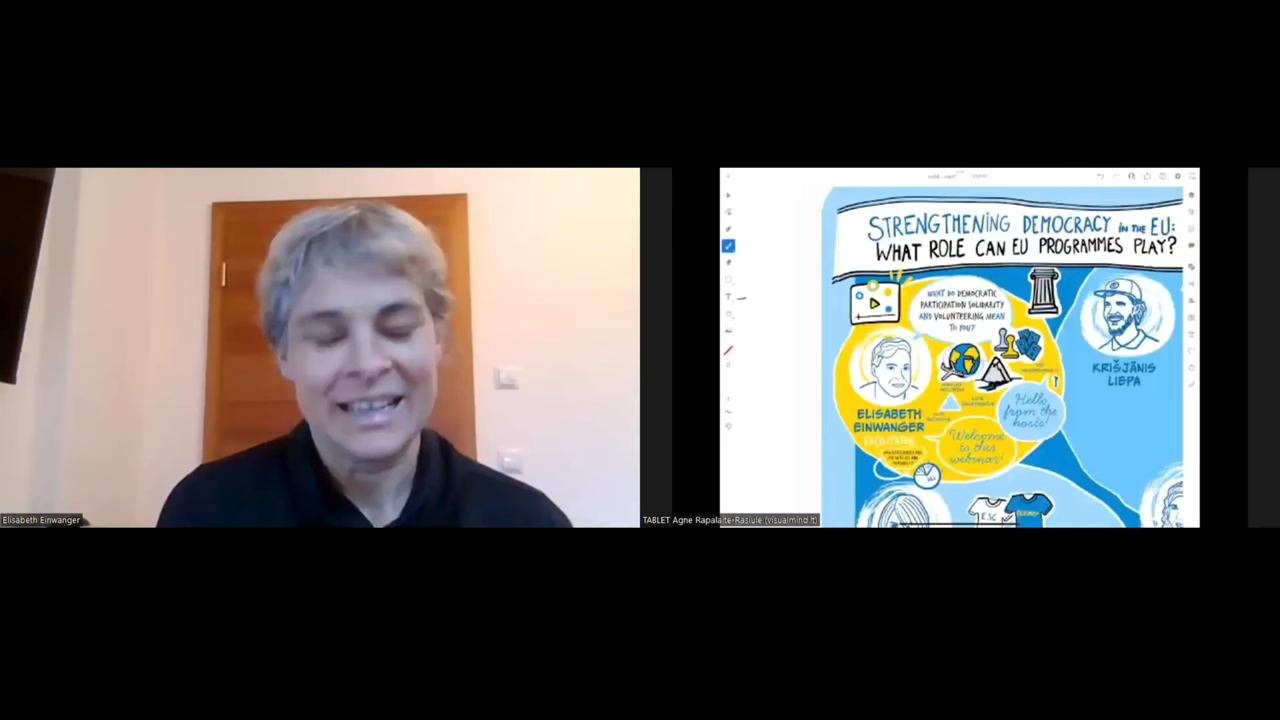 STRENGTHENING DEMOCRACY IN THE EU:
WHAT ROLE CAN EU PROGRAMMES PLAY?
WHAT DO DEMOCRATIC
PARTICIPATION SOLIDARITY
AND VOLUNTEERING MEAN
TO YOU?
KRIŠJĀNIS
LIEPA
Hello
from the
hosts!
ELISABETH
EINWANGER
FACILITATOR
Welcome
to this
webinar!
ESC
Elisabeth Einwanger
TABLET Agne Rapalaite-Rasiule (visualmind.lt)